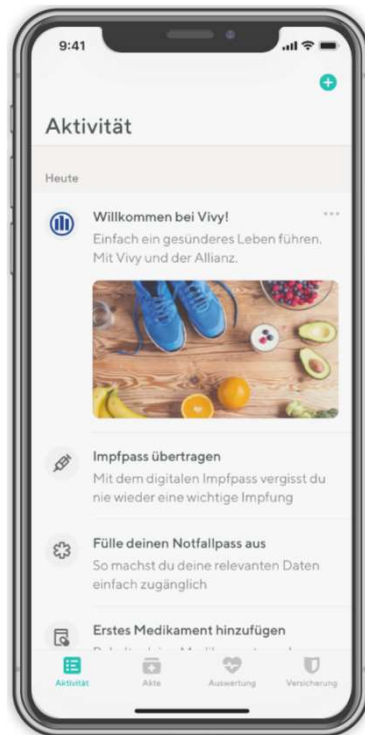 9:41
Aktivität
Heute
Willkommen bei Vivy!
Einfach ein gesünderes Leben führen.
Mit Vivy und der Allianz.
Impfpass übertragen
Mit dem digitalen Impfpass vergisst du
nie wieder eine wichtige Impfung
Fülle deinen Notfallpass aus
So machst du deine relevanten Daten
einfach zugänglich
Erstes Medikament hinzufügen
Aktivität
Akte
Auswertung
Versicherung